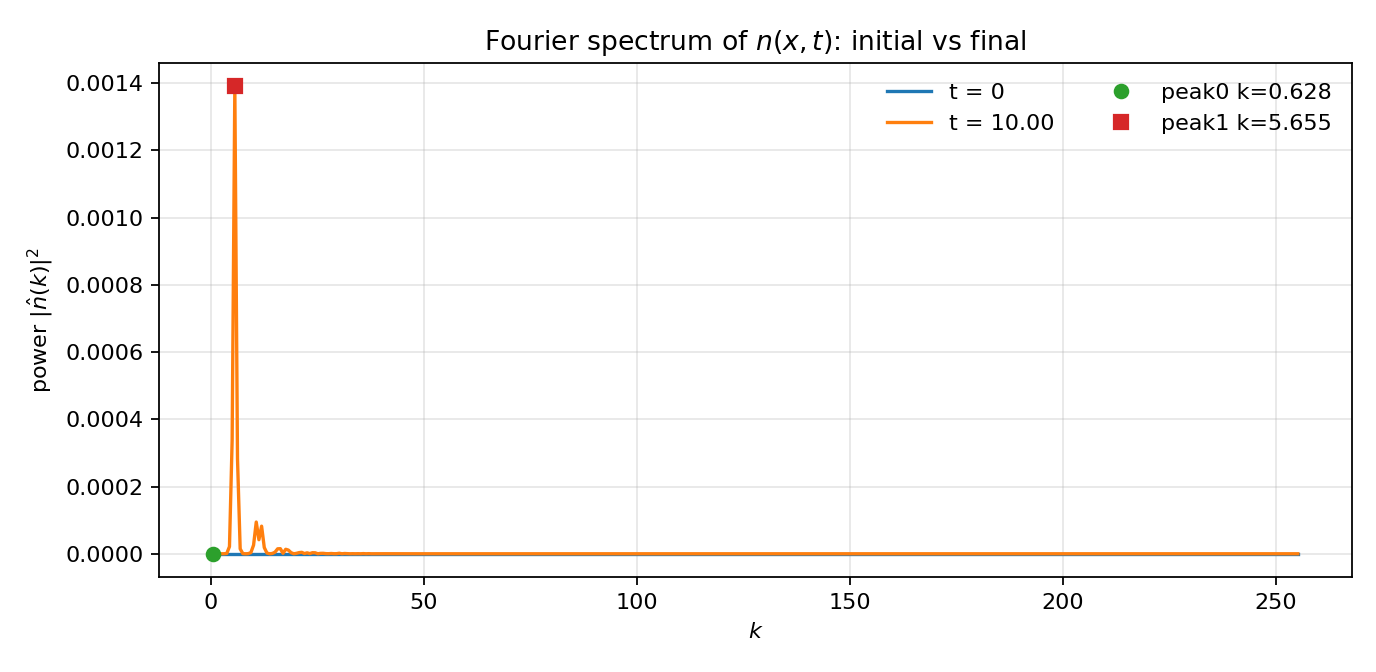 Fourier spectrum of n(x, t): initial vs final
t = 0
t = 10.00
peak0 k=0.628
peak1 k=5.655
power |n̂(k)|²
0.0014
0.0012
0.0010
0.0008
0.0006
0.0004
0.0002
0.0000
0 50 100 150 200 250
k